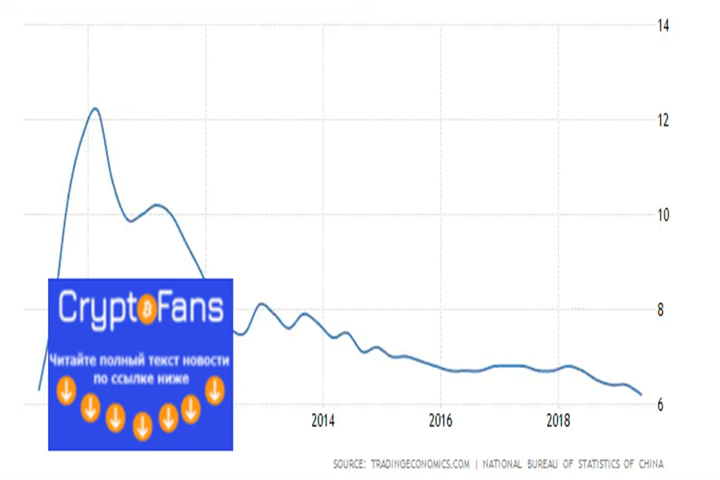 14
12
10
8
CryptoFans
Читайте полный текст новости
по ссылке ниже
6
2014 2016 2018
SOURCE: TRADINGECONOMICS.COM | NATIONAL BUREAU OF STATISTICS OF CHINA